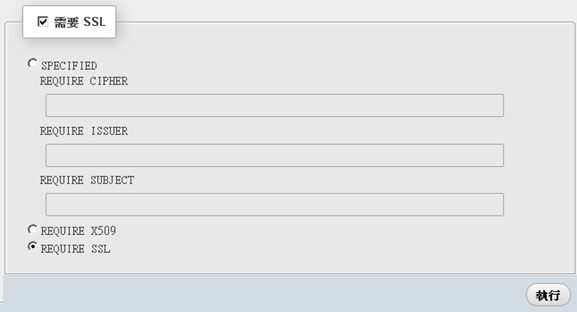 需要 SSL
SPECIFIED
REQUIRE CIPHER
REQUIRE ISSUER
REQUIRE SUBJECT
REQUIRE X509
REQUIRE SSL
執行